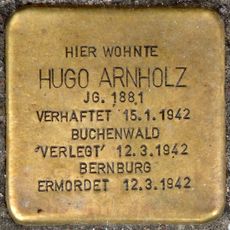 HIER WOHNTE
HUGO ARNHOLZ
JG. 1881
VERHAFTET 15.1.1942
BUCHENWALD
'VERLEGT' 12.3.1942
BERNBURG
ERMORDET 12.3.1942